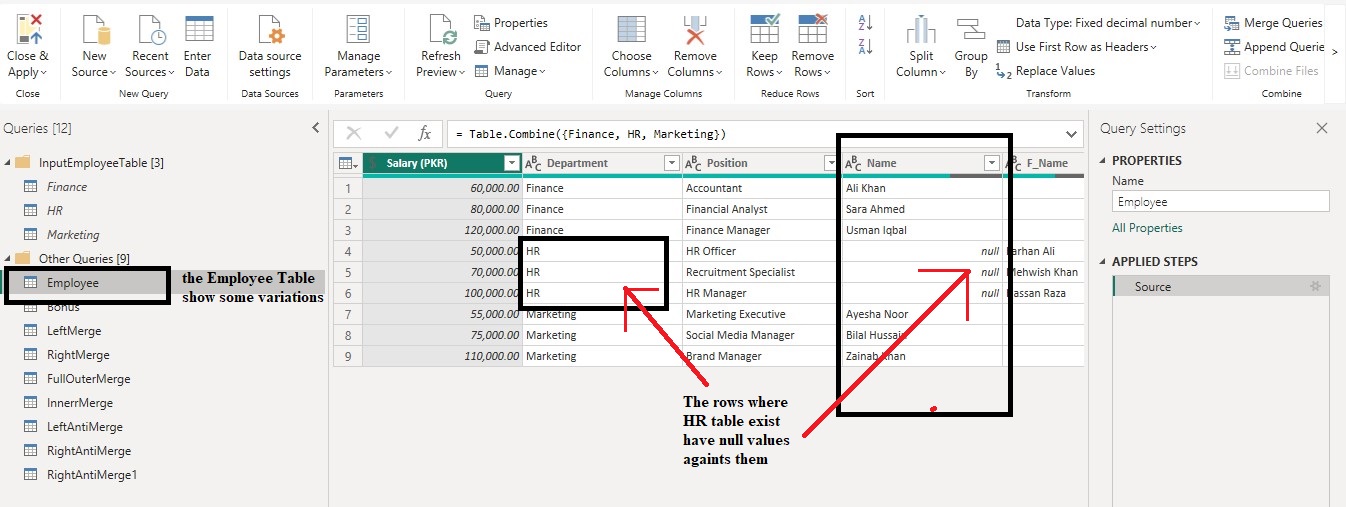 Close &
Apply
New
Source
Recent
Sources
Enter
Data
Data source
settings
Manage
Parameters
Refresh
Preview
Properties
Advanced Editor
Manage
Choose
Columns
Remove
Columns
Keep
Rows
Remove
Rows
A
Z
Z
A
Split
Column
Group
By
Data Type: Fixed decimal number
Use First Row as Headers
1 2 Replace Values
Merge Queries
Append Querie
Combine Files
Close
New Query
Data Sources
Parameters
Query
Manage Columns
Reduce Rows
Sort
Transform
Combine
Queries [12]
InputEmployeeTable [3]
Finance
HR
Marketing
Other Queries [9]
Employee
Bonus
LeftMerge
RightMerge
FullOuterMerge
InnerrMerge
LeftAntiMerge
RightAntiMerge
RightAntiMerge1
the Employee Table
show some variations
fx = Table.Combine({Finance, HR, Marketing})
$ Salary (PKR) ABC Department ABC Position ABC Name ABC F_Name
1 60,000.00 Finance Accountant Ali Khan
2 80,000.00 Finance Financial Analyst Sara Ahmed
3 120,000.00 Finance Finance Manager Usman Iqbal
4 50,000.00 HR HR Officer null Farhan Ali
5 70,000.00 HR Recruitment Specialist null Mehwish Khan
6 100,000.00 HR HR Manager null Hassan Raza
7 55,000.00 Marketing Marketing Executive Ayesha Noor
8 75,000.00 Marketing Social Media Manager Bilal Hussain
9 110,000.00 Marketing Brand Manager Zainab Khan
The rows where
HR table exist
have null values
againts them
Query Settings
PROPERTIES
Name
Employee
All Properties
APPLIED STEPS
Source